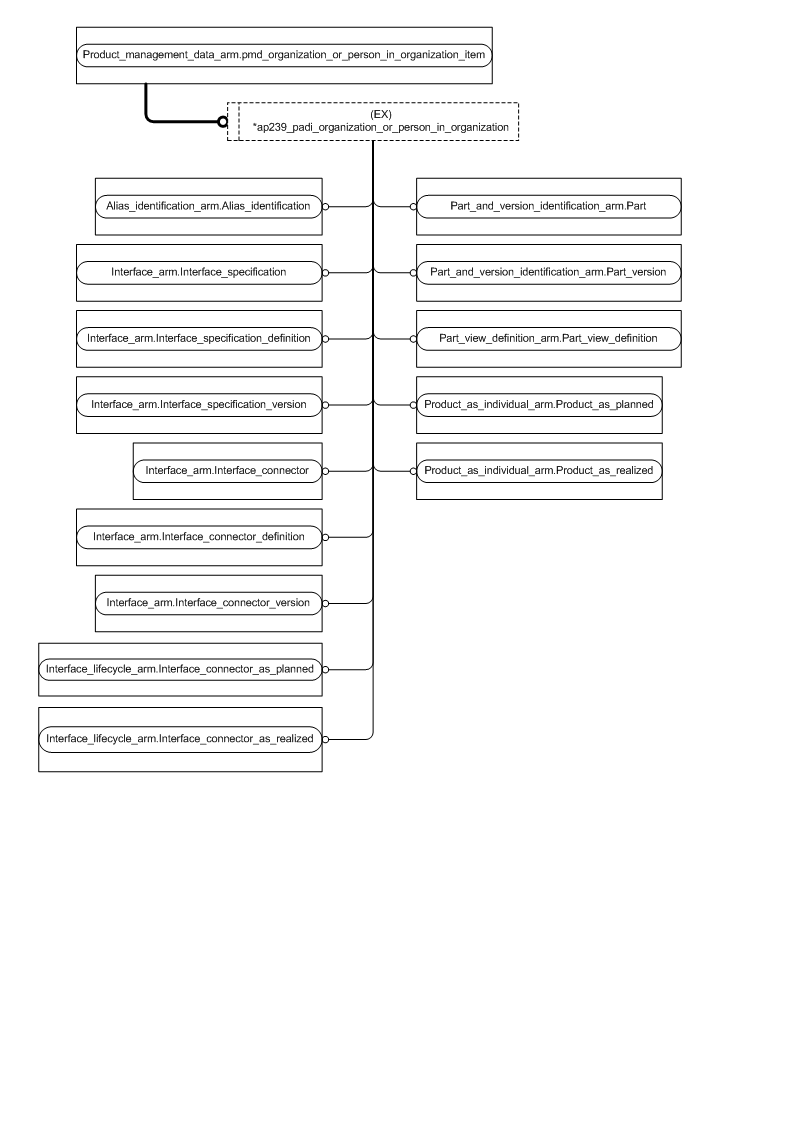 Product_management_data_arm.pmd_organization_or_person_in_organization_item
(EX)
*ap239_padi_organization_or_person_in_organization
Alias_identification_arm.Alias_identification
Part_and_version_identification_arm.Part
Interface_arm.Interface_specification
Part_and_version_identification_arm.Part_version
Interface_arm.Interface_specification_definition
Part_view_definition_arm.Part_view_definition
Interface_arm.Interface_specification_version
Product_as_individual_arm.Product_as_planned
Interface_arm.Interface_connector
Product_as_individual_arm.Product_as_realized
Interface_arm.Interface_connector_definition
Interface_arm.Interface_connector_version
Interface_lifecycle_arm.Interface_connector_as_planned
Interface_lifecycle_arm.Interface_connector_as_realized